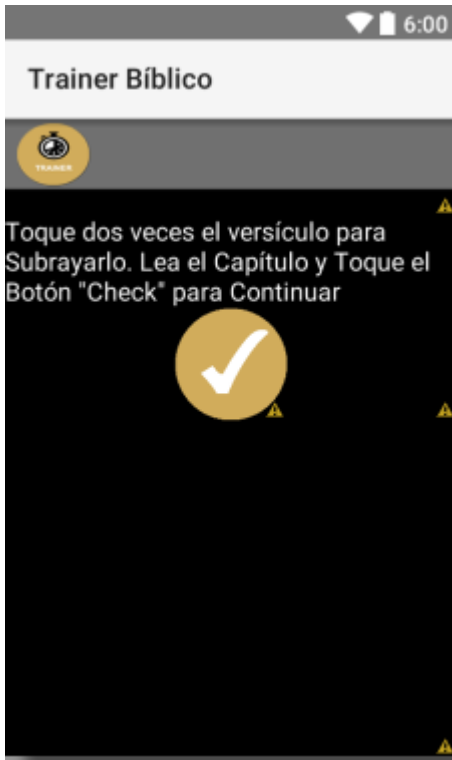 6:00
Trainer Bíblico
TRAINER
Toque dos veces el versículo para
Subrayarlo. Lea el Capítulo y Toque el
Botón "Check" para Continuar